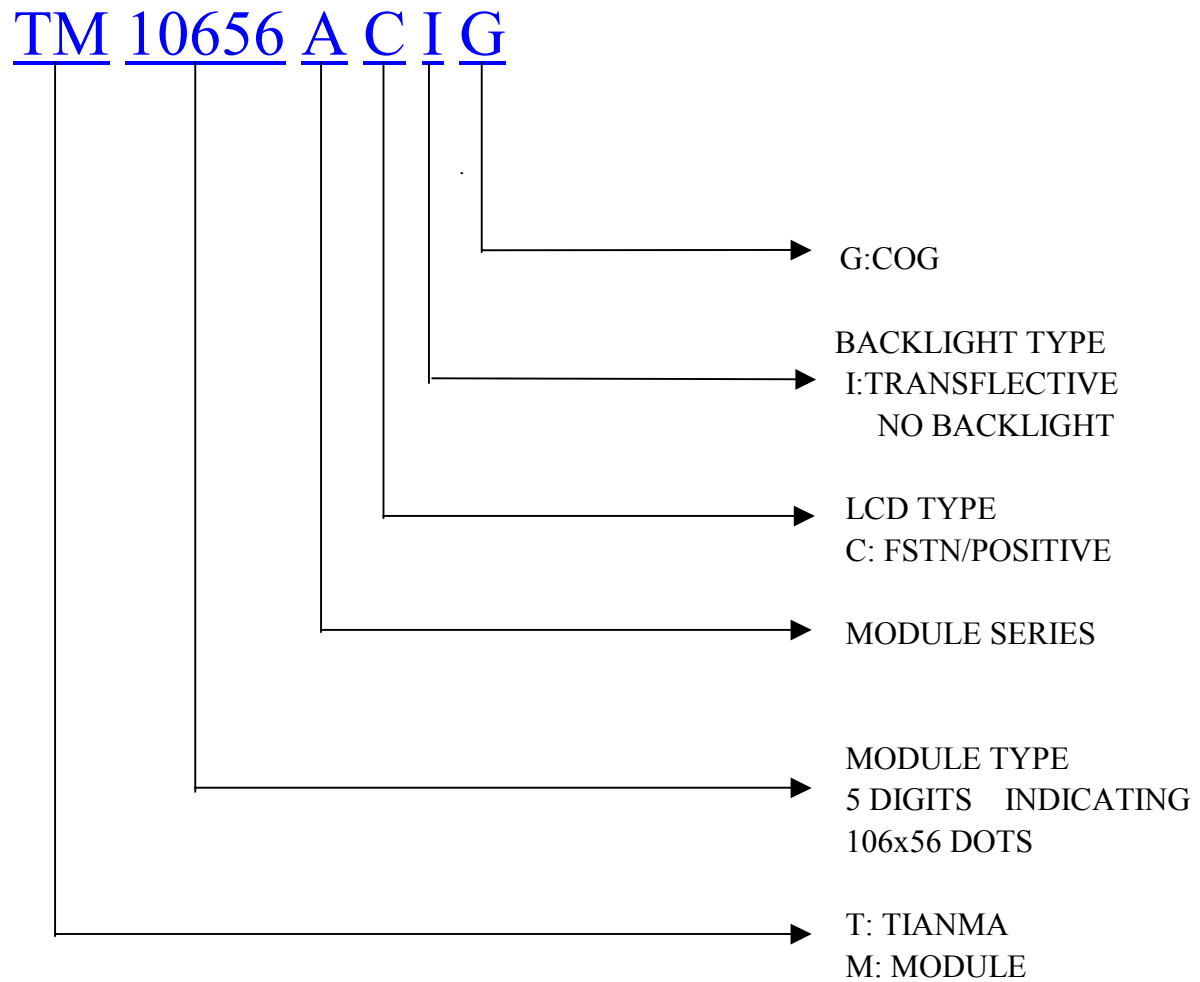 TM 10656 A C I G
G:COG
BACKLIGHT TYPE
I:TRANSFLECTIVE
NO BACKLIGHT
LCD TYPE
C: FSTN/POSITIVE
MODULE SERIES
MODULE TYPE
5 DIGITS INDICATING
106x56 DOTS
T: TIANMA
M: MODULE